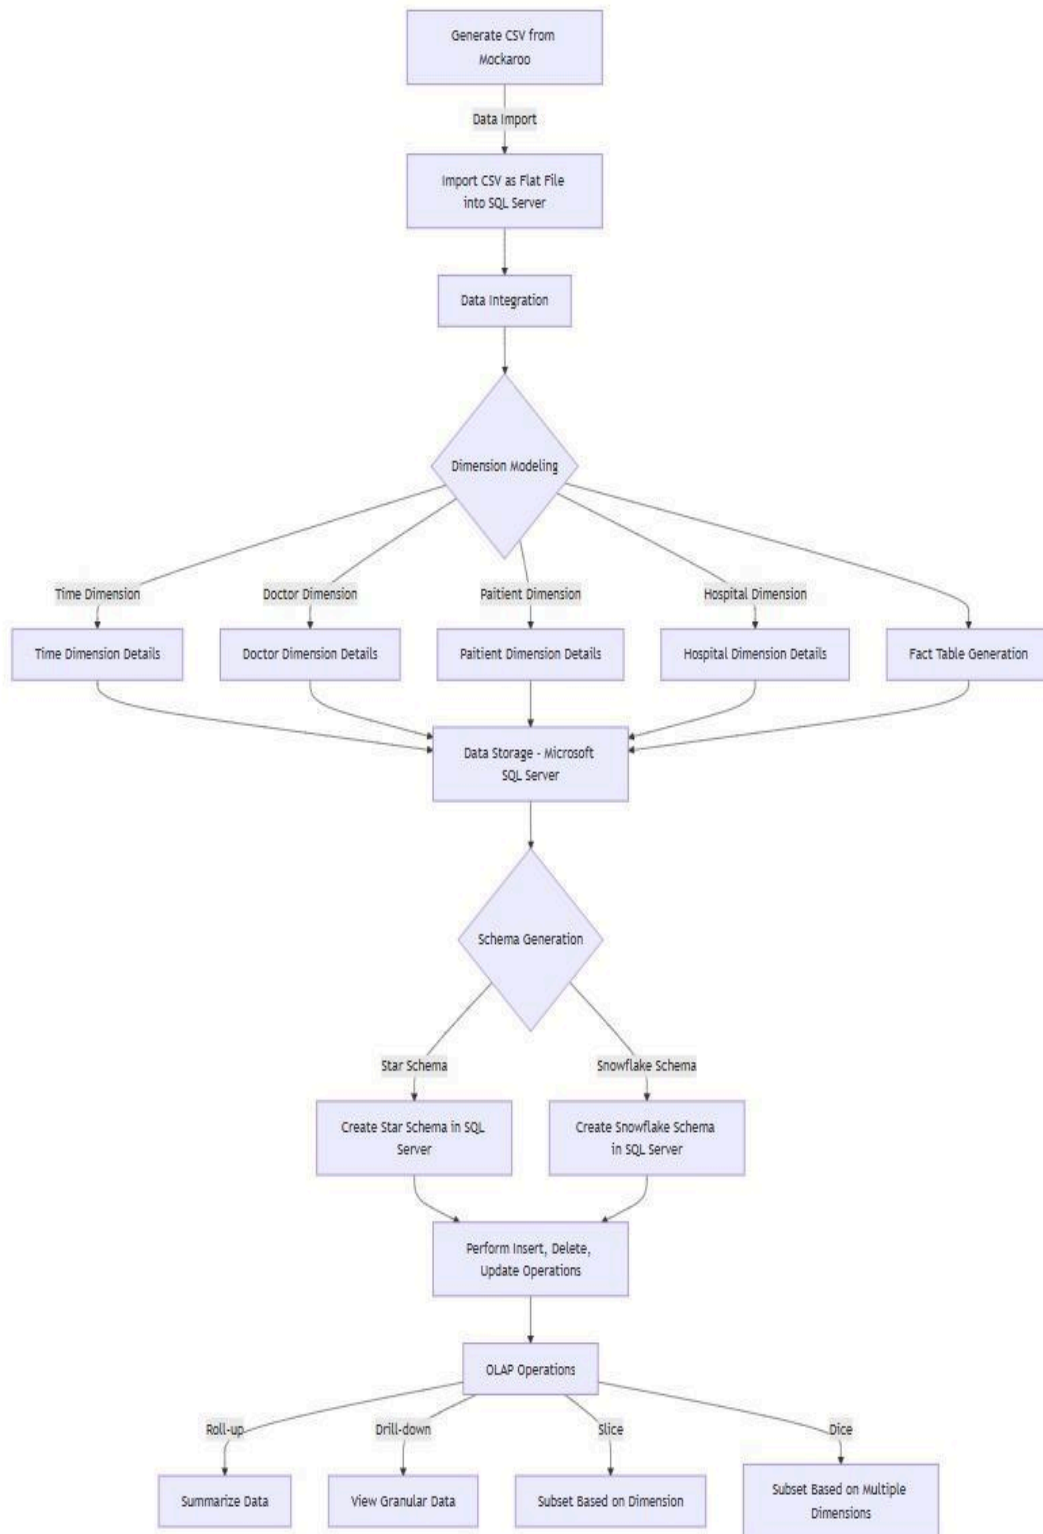 Generate CSV from
Mockaroo
Data Import
Import CSV as Flat File
into SQL Server
Data Integration
Dimension Modeling
Time Dimension
Doctor Dimension
Paitient Dimension
Hospital Dimension
Time Dimension Details
Doctor Dimension Details
Paitient Dimension Details
Hospital Dimension Details
Fact Table Generation
Data Storage - Microsoft
SQL Server
Schema Generation
Star Schema
Snowflake Schema
Create Star Schema in SQL
Server
Create Snowflake Schema
in SQL Server
Perform Insert, Delete,
Update Operations
OLAP Operations
Roll-up
Drill-down
Slice
Dice
Summarize Data
View Granular Data
Subset Based on Dimension
Subset Based on Multiple
Dimensions